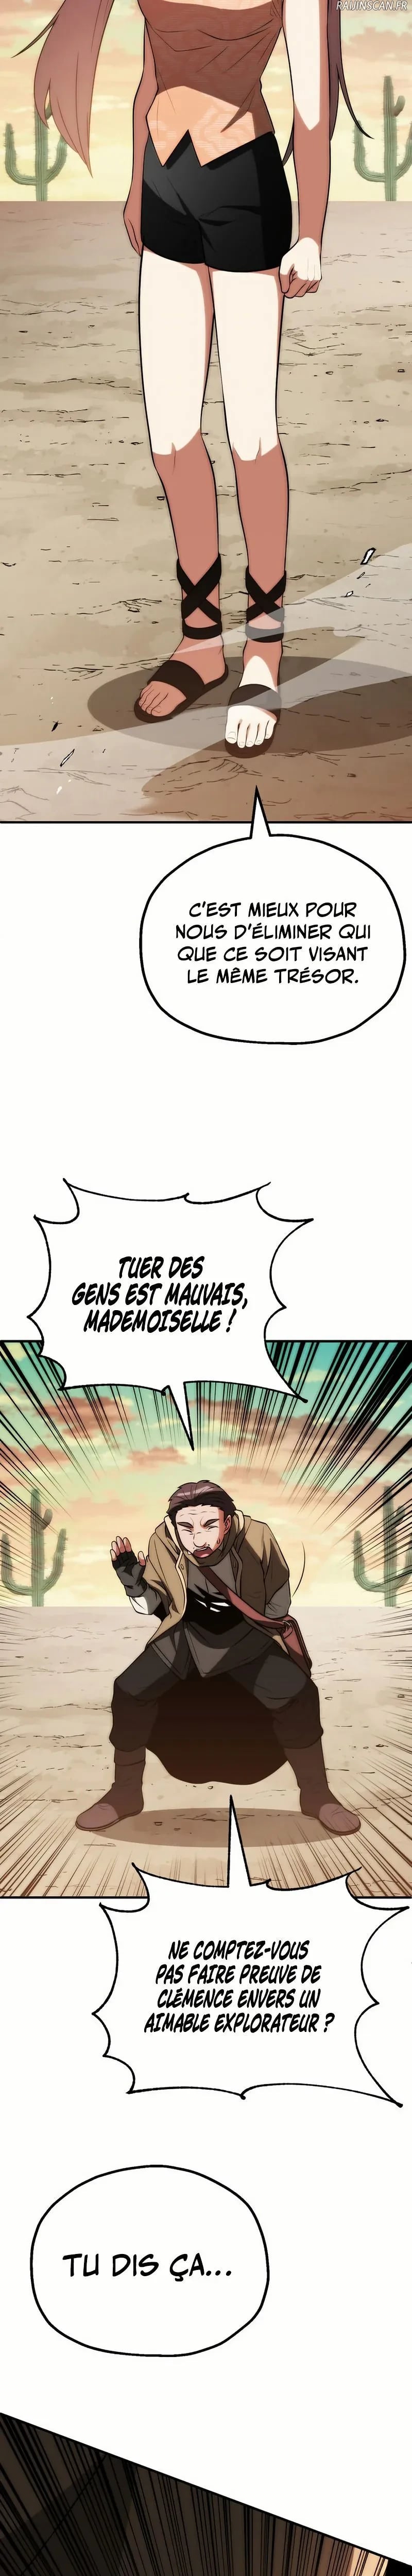 RAIJINSCAN.FR
C'EST MIEUX POUR
NOUS D'ÉLIMINER QUI
QUE CE SOIT VISANT
LE MÊME TRÉSOR.
TUER DES
GENS EST MAUVAIS,
MADEMOISELLE !
NE COMPTEZ-VOUS
PAS FAIRE PREUVE DE
CLÉMENCE ENVERS UN
AIMABLE EXPLORATEUR ?
TU DIS ÇA...